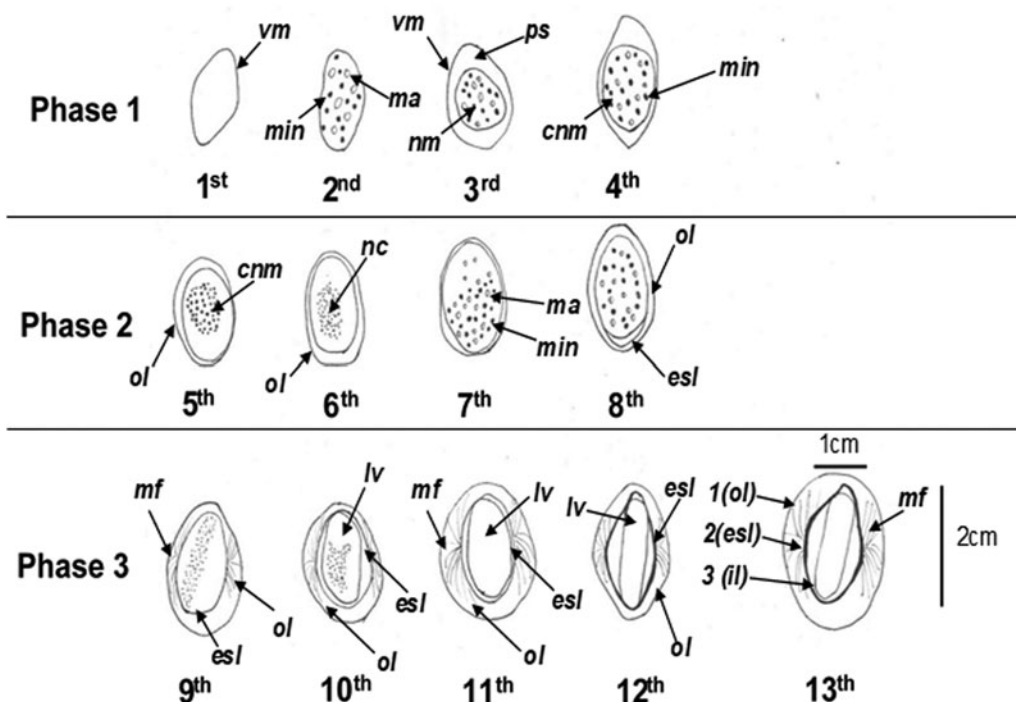 vm
vm
ps
Phase 1
min
ma
nm
cnm
min
1st
2nd
3rd
4th
Phase 2
cnm
nc
ol
ma
min
ol
ol
esl
5th
6th
7th
8th
1cm
Phase 3
mf
lv
mf
lv
lv
esl
1(ol)
mf
2(esl)
2cm
3 (il)
ol
esl
esl
esl
ol
ol
ol
9th
10th
11th
12th
13th